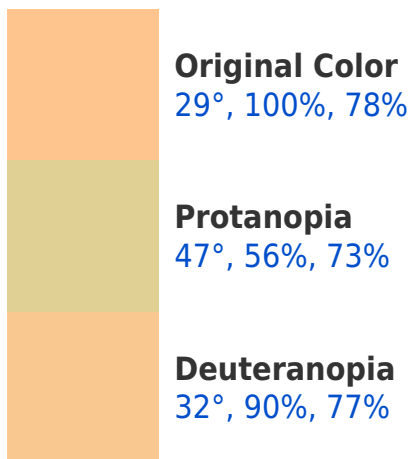 Original Color
29°, 100%, 78%
Protanopia
47°, 56%, 73%
Deuteranopia
32°, 90%, 77%